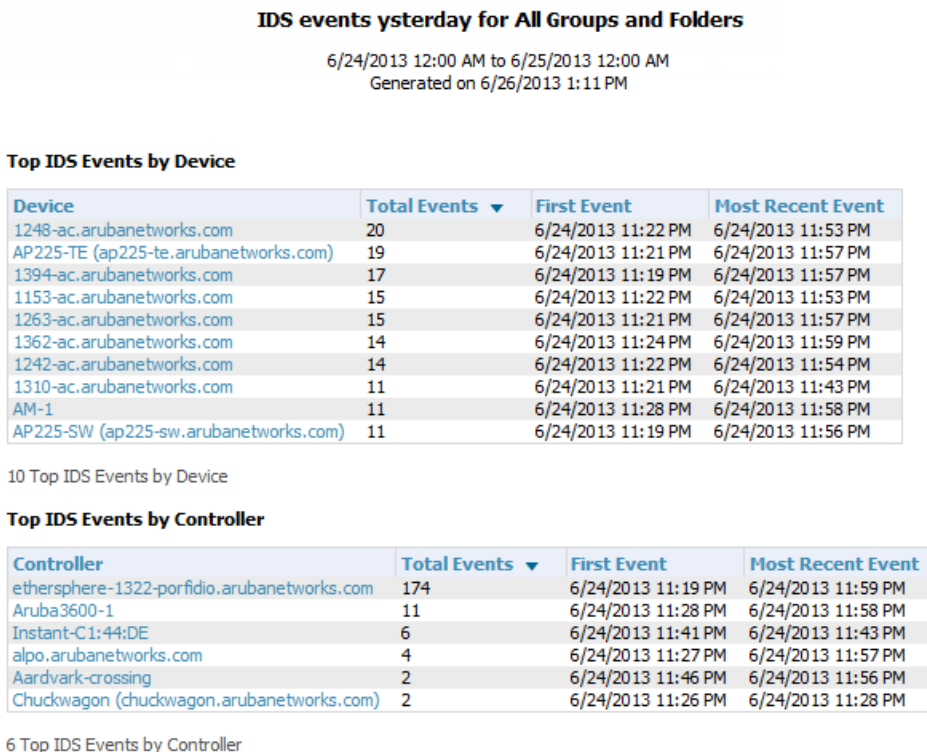 IDS events ysterday for All Groups and Folders
6/24/2013 12:00 AM to 6/25/2013 12:00 AM
Generated on 6/26/2013 1:11 PM
Top IDS Events by Device
Device Total Events ▼ First Event Most Recent Event
1248-ac.arubanetworks.com 20 6/24/2013 11:22 PM 6/24/2013 11:53 PM
AP225-TE (ap225-te.arubanetworks.com) 19 6/24/2013 11:21 PM 6/24/2013 11:57 PM
1394-ac.arubanetworks.com 17 6/24/2013 11:19 PM 6/24/2013 11:57 PM
1153-ac.arubanetworks.com 15 6/24/2013 11:22 PM 6/24/2013 11:53 PM
1263-ac.arubanetworks.com 15 6/24/2013 11:21 PM 6/24/2013 11:57 PM
1362-ac.arubanetworks.com 14 6/24/2013 11:24 PM 6/24/2013 11:59 PM
1242-ac.arubanetworks.com 14 6/24/2013 11:22 PM 6/24/2013 11:54 PM
1310-ac.arubanetworks.com 11 6/24/2013 11:21 PM 6/24/2013 11:43 PM
AM-1 11 6/24/2013 11:28 PM 6/24/2013 11:58 PM
AP225-SW (ap225-sw.arubanetworks.com) 11 6/24/2013 11:19 PM 6/24/2013 11:56 PM
10 Top IDS Events by Device
Top IDS Events by Controller
Controller Total Events ▼ First Event Most Recent Event
ethersphere-1322-porfidio.arubanetworks.com 174 6/24/2013 11:19 PM 6/24/2013 11:59 PM
Aruba3600-1 11 6/24/2013 11:28 PM 6/24/2013 11:58 PM
Instant-C1:44:DE 6 6/24/2013 11:41 PM 6/24/2013 11:43 PM
alpo.arubanetworks.com 4 6/24/2013 11:27 PM 6/24/2013 11:57 PM
Aardvark-crossing 2 6/24/2013 11:46 PM 6/24/2013 11:56 PM
Chuckwagon (chuckwagon.arubanetworks.com) 2 6/24/2013 11:26 PM 6/24/2013 11:28 PM
6 Top IDS Events by Controller